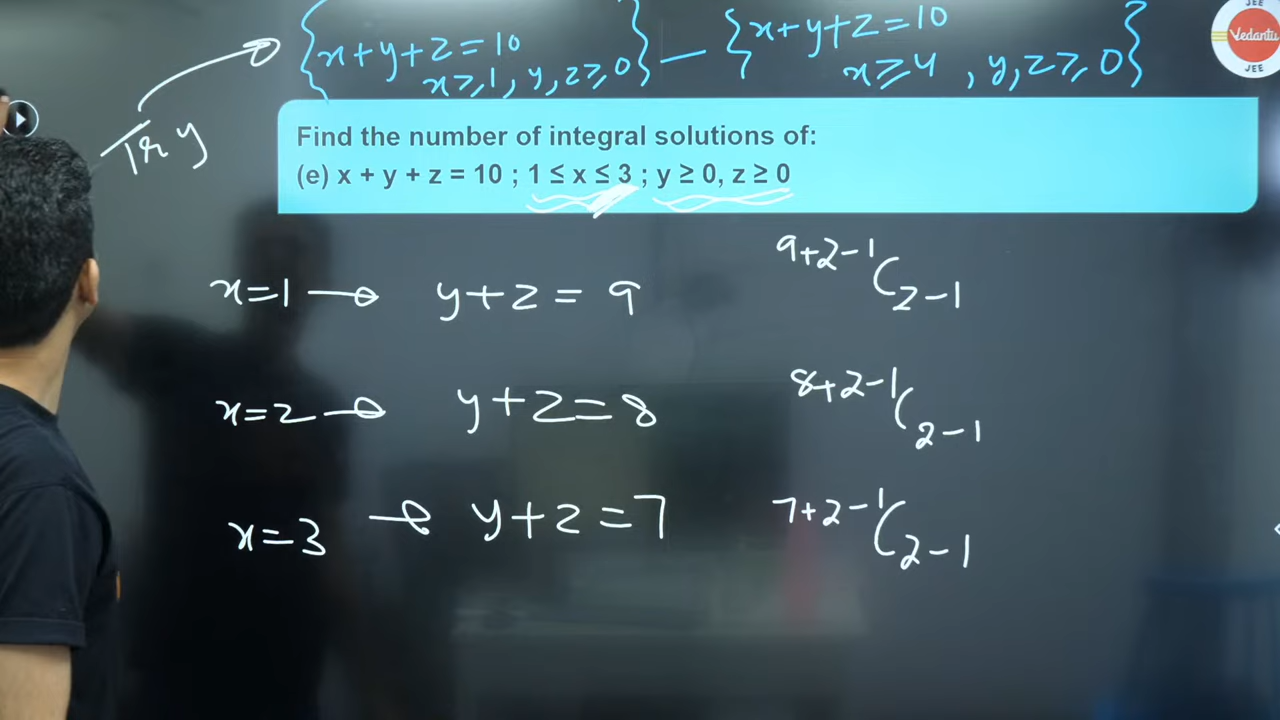 {x+y+z=10 x≥1, y,z≥0} — {x+y+z=10 x≥4, y,z≥0}
JEE
Vedantu
JEE
Try
Find the number of integral solutions of:
(e) x + y + z = 10 ; 1 ≤ x ≤ 3 ; y ≥ 0, z ≥ 0
x=1 → y+z=9 ⁹⁺²⁻¹C₂₋₁
x=2 → y+z=8 ⁸⁺²⁻¹C₂₋₁
x=3 → y+z=7 ⁷⁺²⁻¹C₂₋₁